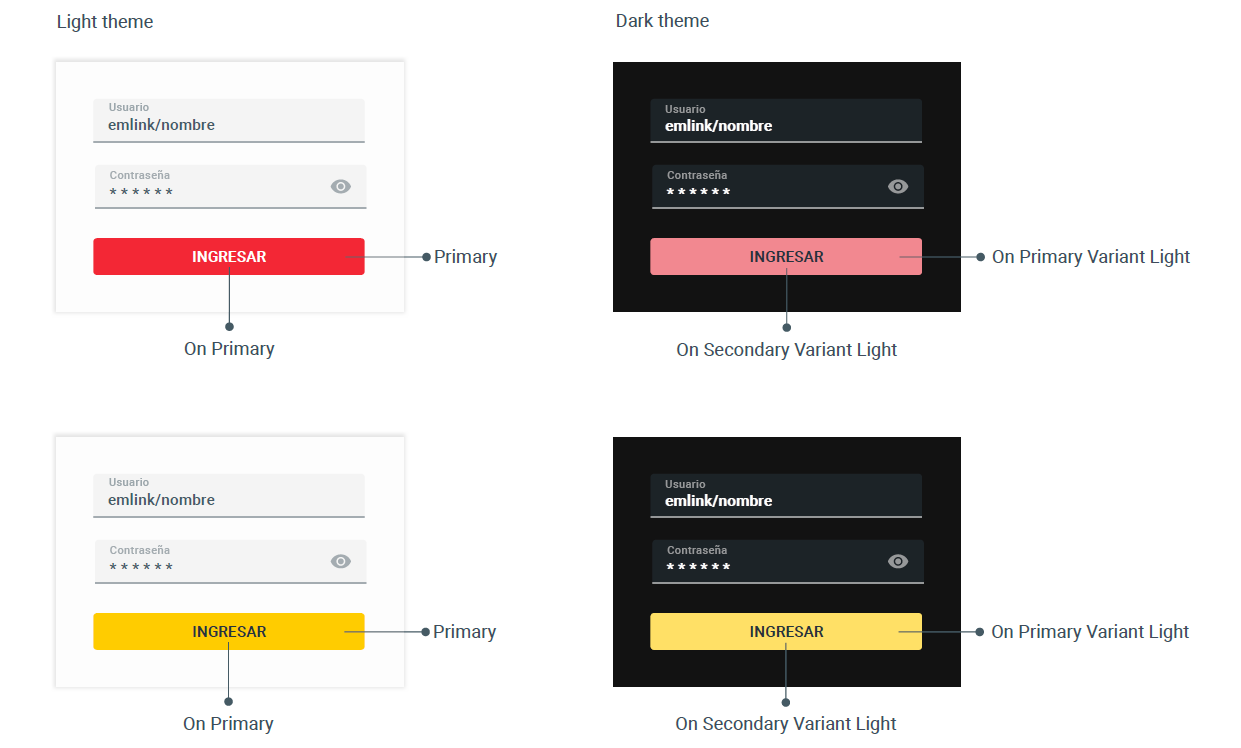 Light theme
Dark theme
Usuario
emlink/nombre
Contraseña
******
INGRESAR
Primary
On Primary
Usuario
emlink/nombre
Contraseña
******
INGRESAR
On Primary Variant Light
On Secondary Variant Light
Usuario
emlink/nombre
Contraseña
******
INGRESAR
Primary
On Primary
Usuario
emlink/nombre
Contraseña
******
INGRESAR
On Primary Variant Light
On Secondary Variant Light